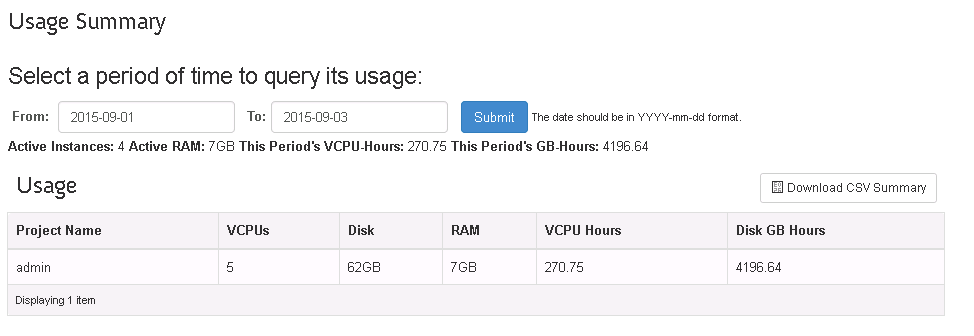 Usage Summary
Select a period of time to query its usage:
From: 2015-09-01 To: 2015-09-03 Submit The date should be in YYYY-mm-dd format.
Active Instances: 4 Active RAM: 7GB This Period's VCPU-Hours: 270.75 This Period's GB-Hours: 4196.64
Usage Download CSV Summary
Project Name VCPUs Disk RAM VCPU Hours Disk GB Hours
admin 5 62GB 7GB 270.75 4196.64
Displaying 1 item